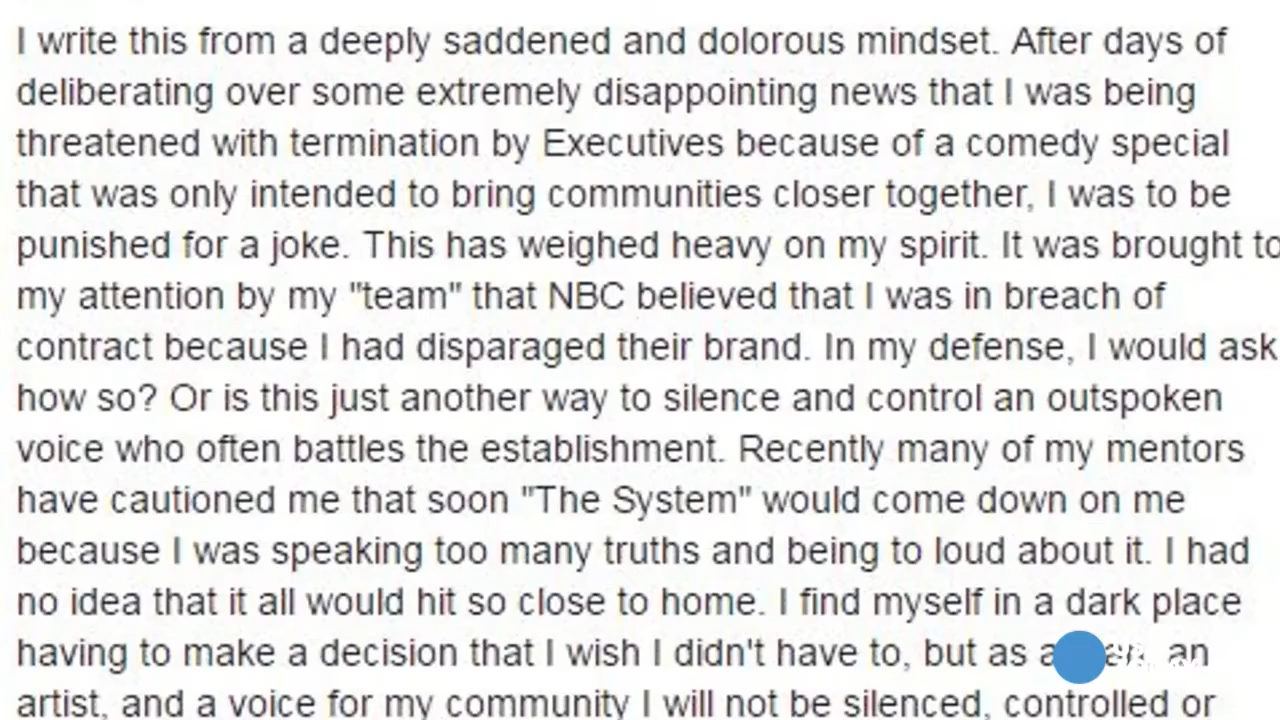 I write this from a deeply saddened and dolorous mindset. After days of
deliberating over some extremely disappointing news that I was being
threatened with termination by Executives because of a comedy special
that was only intended to bring communities closer together, I was to be
punished for a joke. This has weighed heavy on my spirit. It was brought to
my attention by my "team" that NBC believed that I was in breach of
contract because I had disparaged their brand. In my defense, I would ask
how so? Or is this just another way to silence and control an outspoken
voice who often battles the establishment. Recently many of my mentors
have cautioned me that soon "The System" would come down on me
because I was speaking too many truths and being to loud about it. I had
no idea that it all would hit so close to home. I find myself in a dark place
having to make a decision that I wish I didn't have to, but as a an
artist, and a voice for my community I will not be silenced, controlled or